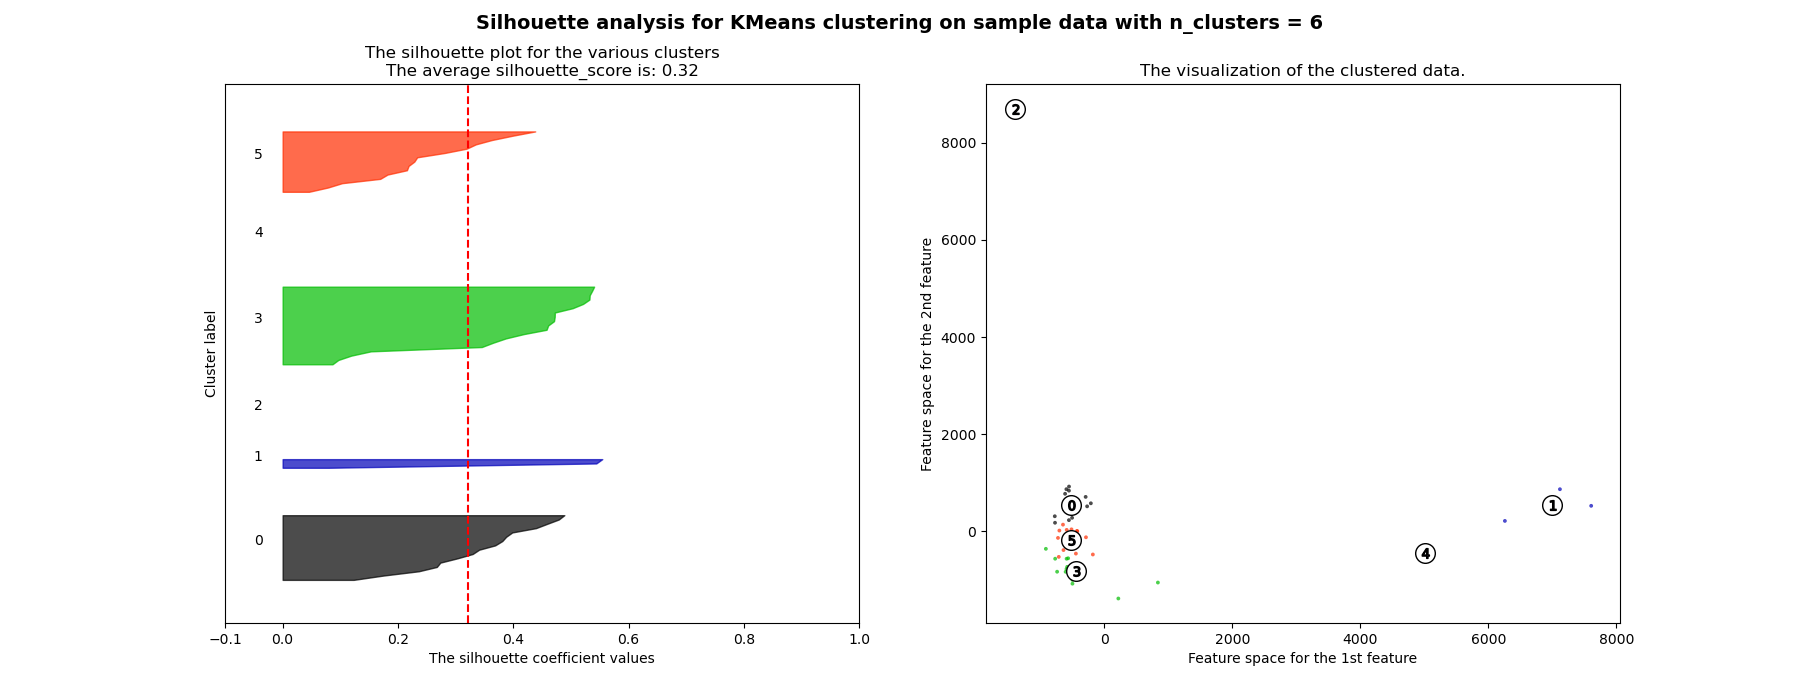 Silhouette analysis for KMeans clustering on sample data with n_clusters = 6
The silhouette plot for the various clusters
The average silhouette_score is: 0.32
5
4
3
2
1
0
Cluster label
−0.1 0.0 0.2 0.4 0.6 0.8 1.0
The silhouette coefficient values
The visualization of the clustered data.
2
0
1
5
4
3
8000
6000
4000
2000
0
Feature space for the 2nd feature
0 2000 4000 6000 8000
Feature space for the 1st feature